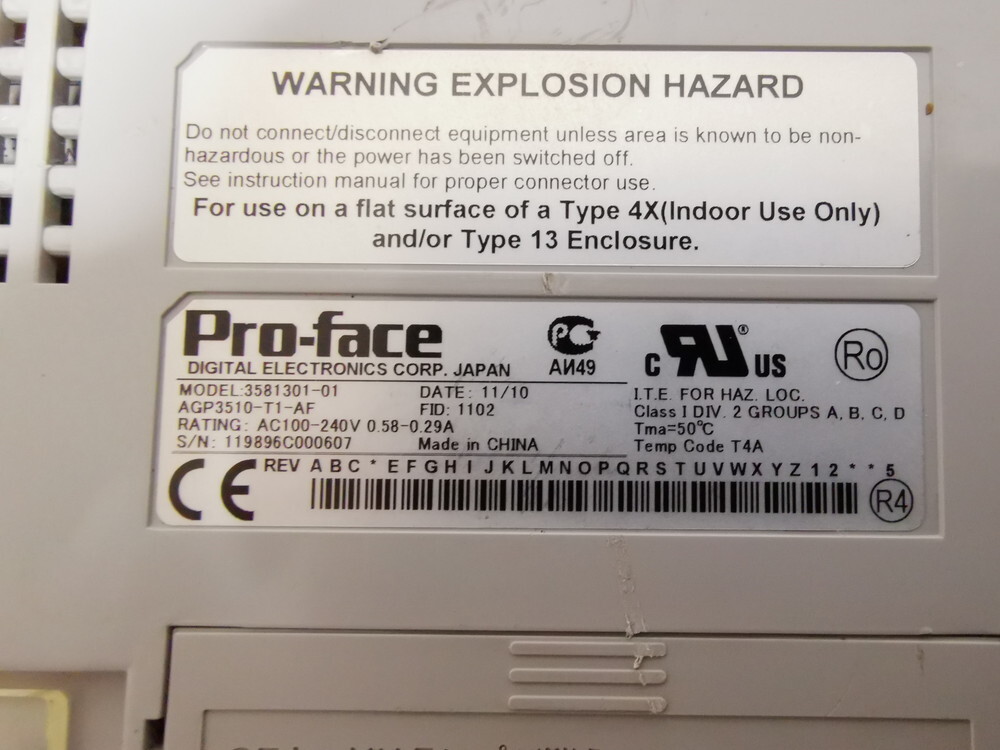 WARNING EXPLOSION HAZARD
Do not connect/disconnect equipment unless area is known to be non-
hazardous or the power has been switched off.
See instruction manual for proper connector use.
For use on a flat surface of a Type 4X(Indoor Use Only)
and/or Type 13 Enclosure.
Pro-face
DIGITAL ELECTRONICS CORP. JAPAN
MODEL:3581301-01
AGP3510-T1-AF
RATING: AC100-240V 0.58-0.29A
S/N: 119896C000607
DATE: 11/10
FID: 1102
Made in CHINA
PG
АИ49
c RU® US
Ro
I.T.E. FOR HAZ. LOC.
Class I DIV. 2 GROUPS A, B, C, D
Tma=50℃
Temp Code T4A
CE
REV A B C * E F G H I J K L M N O P Q R S T U V W X Y Z 1 2 * * 5
R4